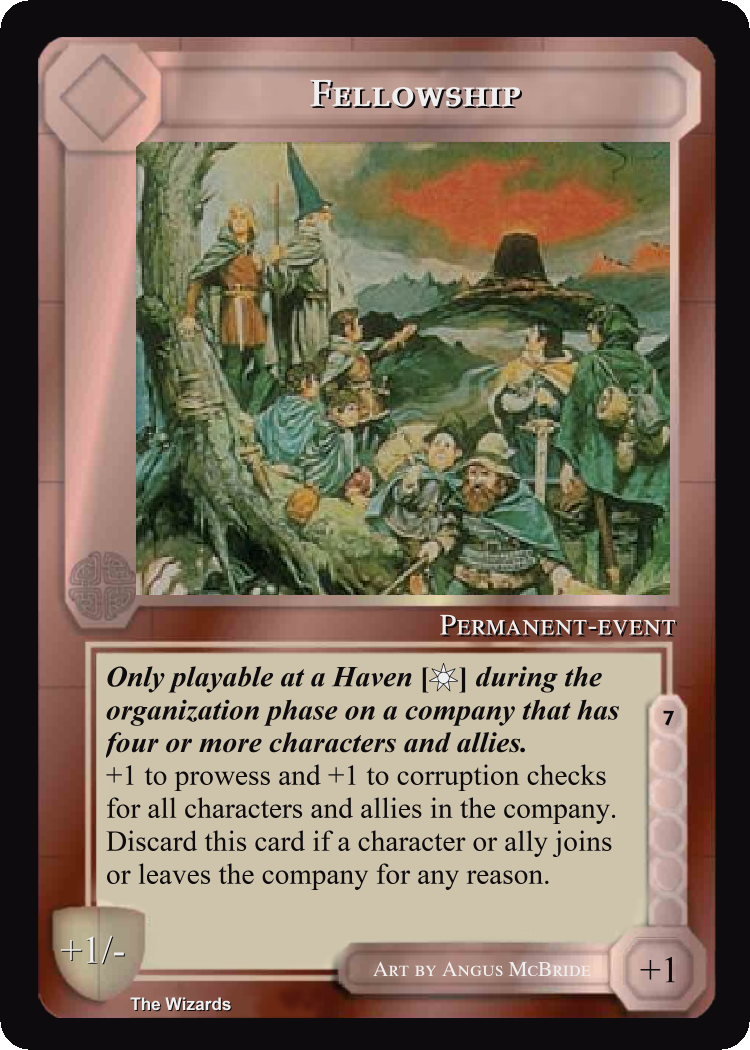 Fellowship
Permanent-event
Only playable at a Haven [] during the
organization phase on a company that has
four or more characters and allies.
+1 to prowess and +1 to corruption checks
for all characters and allies in the company.
Discard this card if a character or ally joins
or leaves the company for any reason.
7
+1/-
Art by Angus McBride
+1
The Wizards